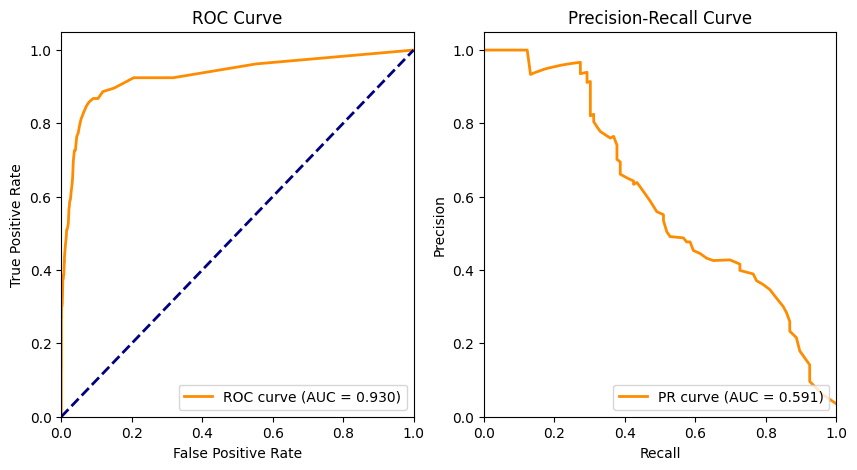 ROC Curve
True Positive Rate
1.0
0.8
0.6
0.4
0.2
0.0
0.0 0.2 0.4 0.6 0.8 1.0
False Positive Rate
ROC curve (AUC = 0.930)
Precision-Recall Curve
Precision
1.0
0.8
0.6
0.4
0.2
0.0
0.0 0.2 0.4 0.6 0.8 1.0
Recall
PR curve (AUC = 0.591)